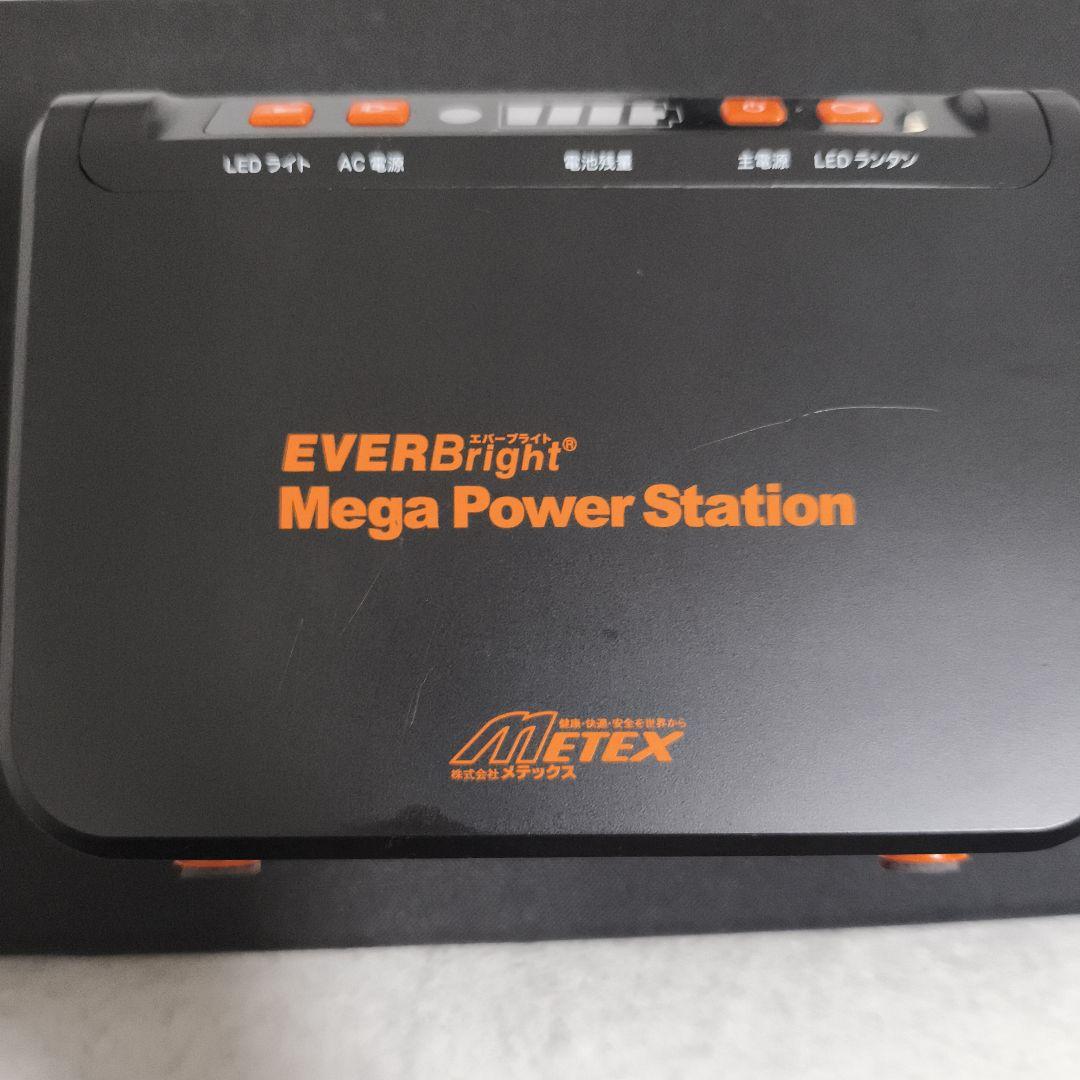 LED ライト AC 電源 電池残量 主電源 LED ランタン
エバーブライト
EVERBright®
Mega Power Station
健康・快適・安全を世界から
METEX
株式会社メテックス